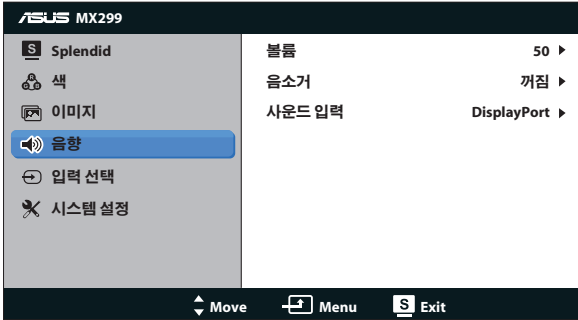 ASUS MX299
S Splendid
색
이미지
음향
입력 선택
시스템 설정
볼륨 50
음소거 꺼짐
사운드 입력 DisplayPort
Move Menu S Exit